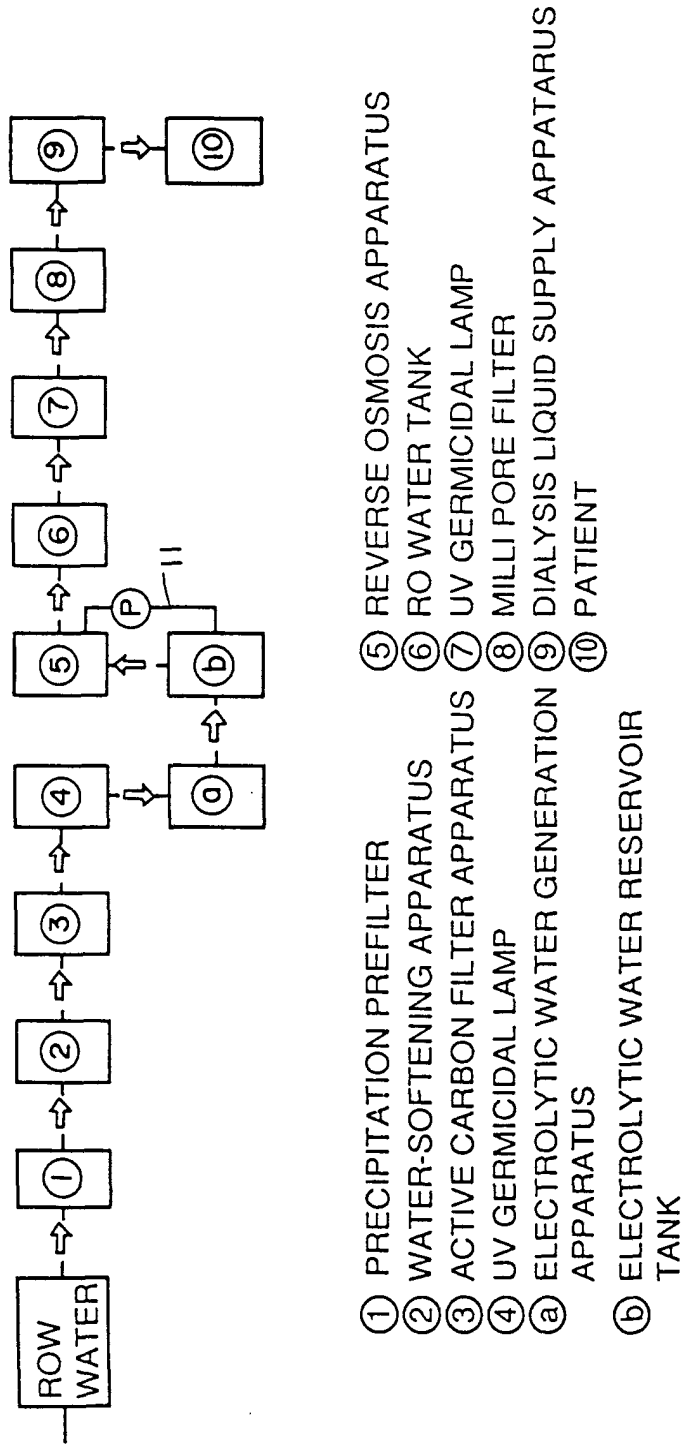 ROW
WATER
①
②
③
④
ⓐ
ⓑ
⑤
Ⓟ
11
⑥
⑦
⑧
⑨
⑩
① PRECIPITATION PREFILTER
② WATER-SOFTENING APPARATUS
③ ACTIVE CARBON FILTER APPARATUS
④ UV GERMICIDAL LAMP
ⓐ ELECTROLYTIC WATER GENERATION
APPARATUS
ⓑ ELECTROLYTIC WATER RESERVOIR
TANK
⑤ REVERSE OSMOSIS APPARATUS
⑥ RO WATER TANK
⑦ UV GERMICIDAL LAMP
⑧ MILLI PORE FILTER
⑨ DIALYSIS LIQUID SUPPLY APPATARUS
⑩ PATIENT